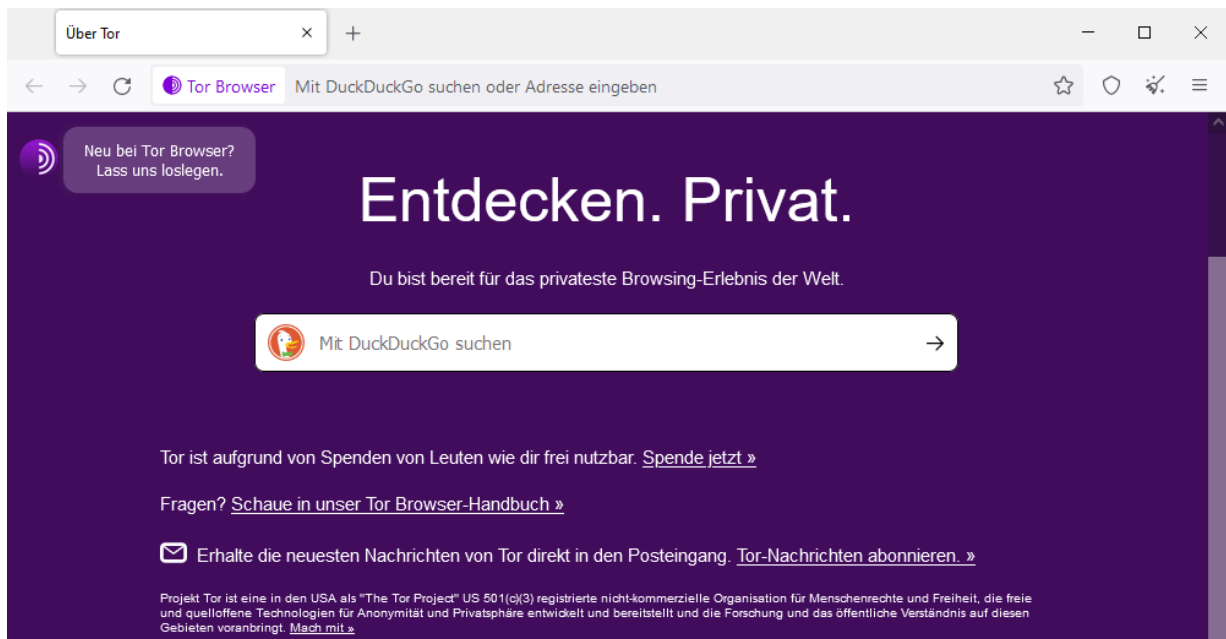 Über Tor
Tor Browser
Mit DuckDuckGo suchen oder Adresse eingeben
Neu bei Tor Browser?
Lass uns loslegen.
Entdecken. Privat.
Du bist bereit für das privateste Browsing-Erlebnis der Welt.
Mit DuckDuckGo suchen
Tor ist aufgrund von Spenden von Leuten wie dir frei nutzbar. Spende jetzt »
Fragen? Schaue in unser Tor Browser-Handbuch »
Erhalte die neuesten Nachrichten von Tor direkt in den Posteingang. Tor-Nachrichten abonnieren. »
Projekt Tor ist eine in den USA als "The Tor Project" US 501(c)(3) registrierte nicht-kommerzielle Organisation für Menschenrechte und Freiheit, die freie
und quelloffene Technologien für Anonymität und Privatsphäre entwickelt und bereitstellt und die Forschung und das öffentliche Verständnis auf diesen
Gebieten voranbringt. Mach mit »